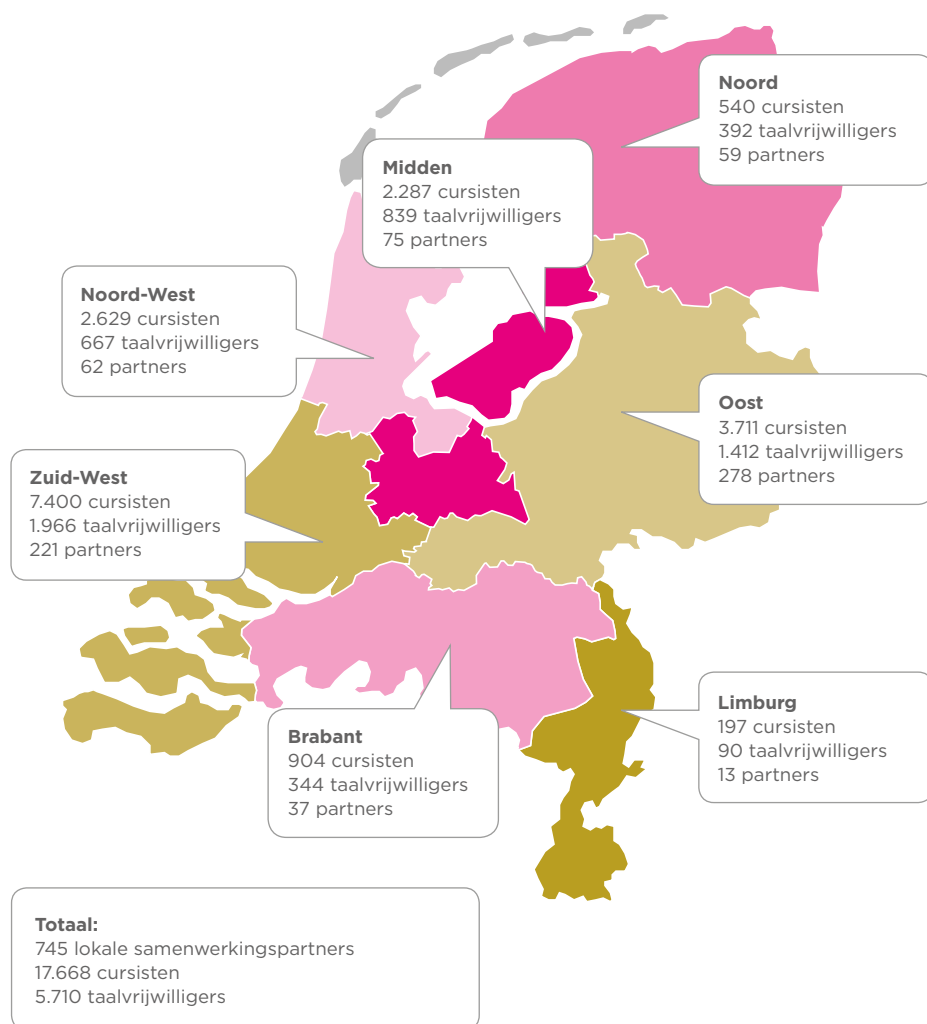 Noord
540 cursisten
392 taalvrijwilligers
59 partners
Midden
2.287 cursisten
839 taalvrijwilligers
75 partners
Noord-West
2.629 cursisten
667 taalvrijwilligers
62 partners
Oost
3.711 cursisten
1.412 taalvrijwilligers
278 partners
Zuid-West
7.400 cursisten
1.966 taalvrijwilligers
221 partners
Limburg
197 cursisten
90 taalvrijwilligers
13 partners
Brabant
904 cursisten
344 taalvrijwilligers
37 partners
Totaal:
745 lokale samenwerkingspartners
17.668 cursisten
5.710 taalvrijwilligers